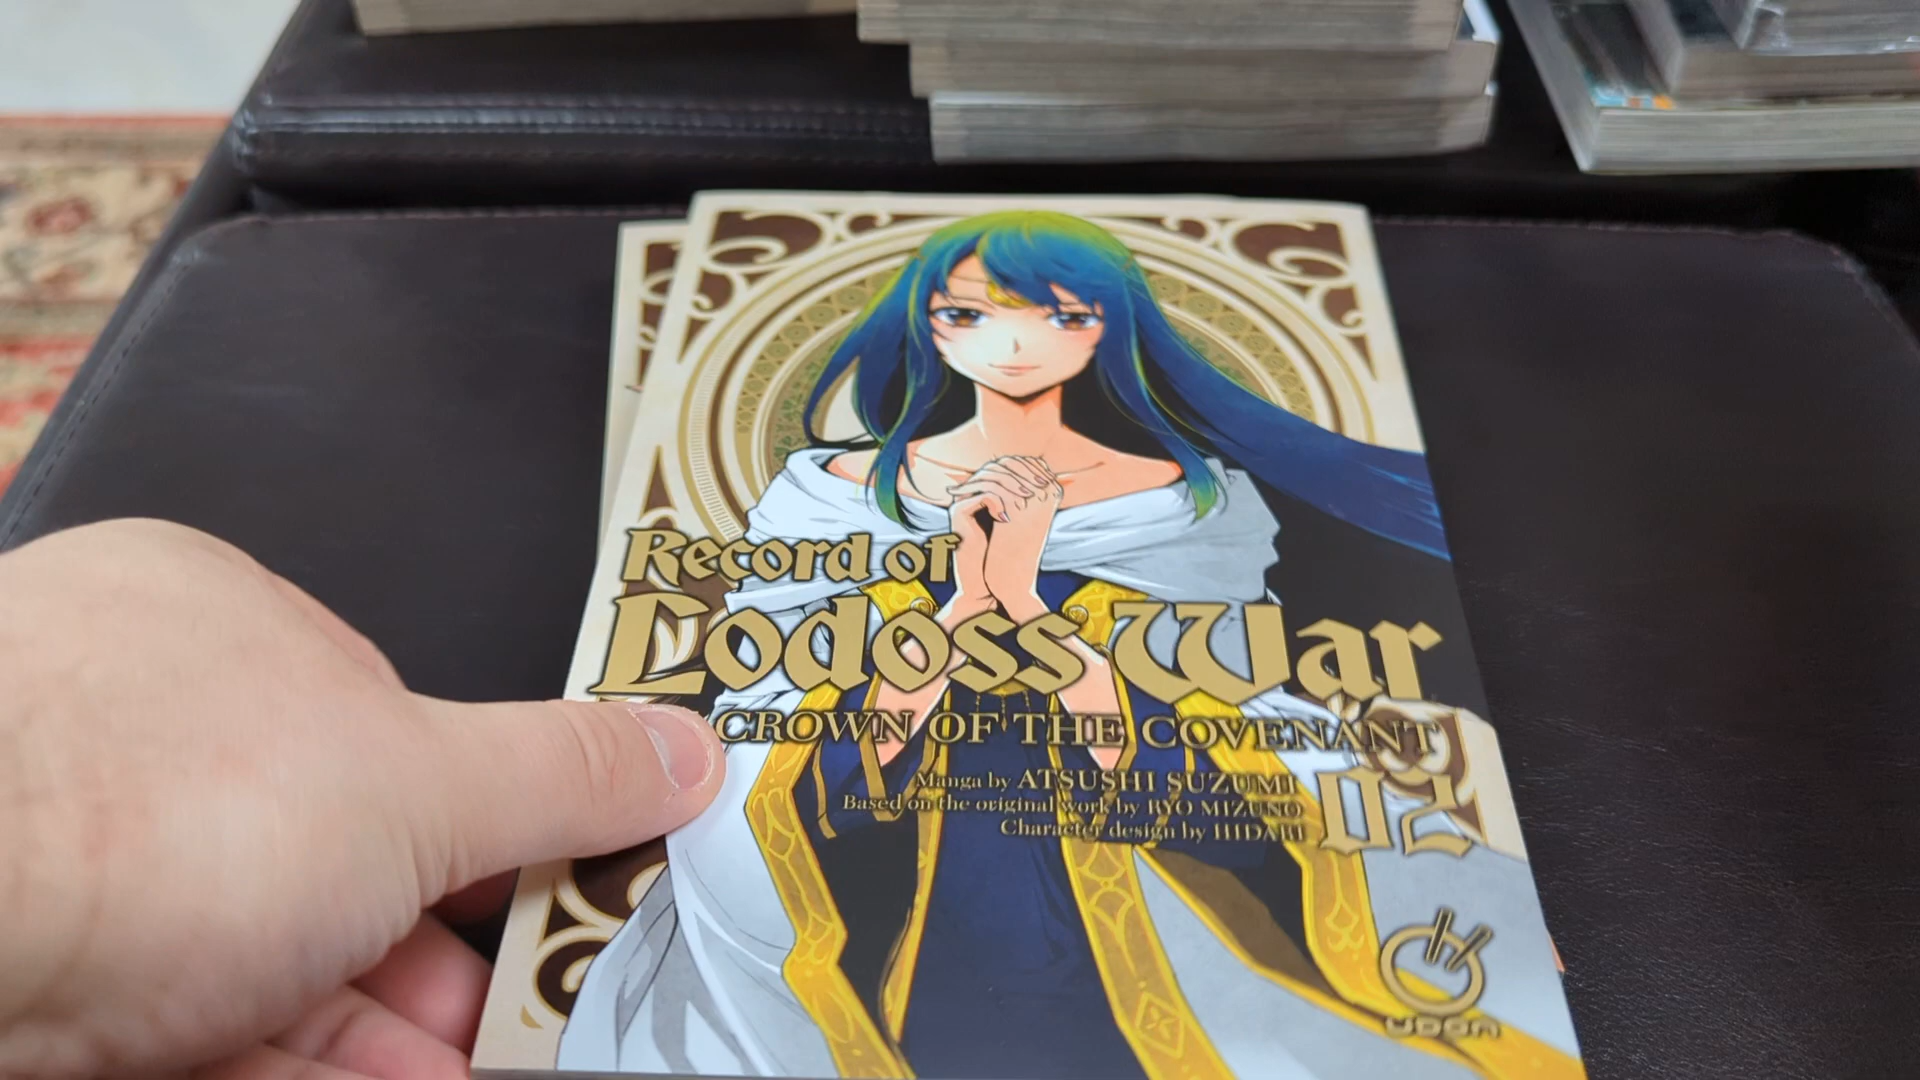 Record of
Lodoss War
CROWN OF THE COVENANT
Manga by ATSUSHI SUZUMI
Based on the original work by RYO MIZUNO
Character design by HIDARI
02
UDON